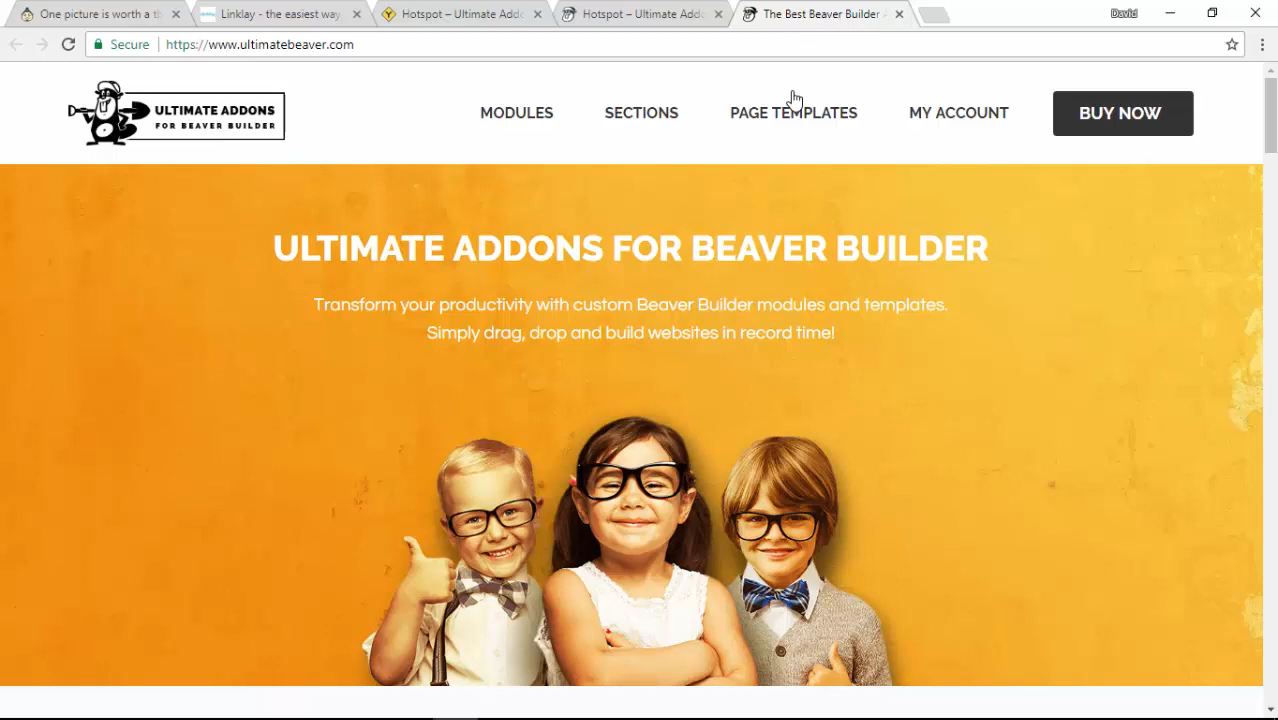 One picture is worth a th
Linklay - the easiest way
Hotspot – Ultimate Addo
Hotspot – Ultimate Addo
The Best Beaver Builder A
David
Secure
https://www.ultimatebeaver.com
ULTIMATE ADDONS
FOR BEAVER BUILDER
MODULES
SECTIONS
PAGE TEMPLATES
MY ACCOUNT
BUY NOW
ULTIMATE ADDONS FOR BEAVER BUILDER
Transform your productivity with custom Beaver Builder modules and templates.
Simply drag, drop and build websites in record time!